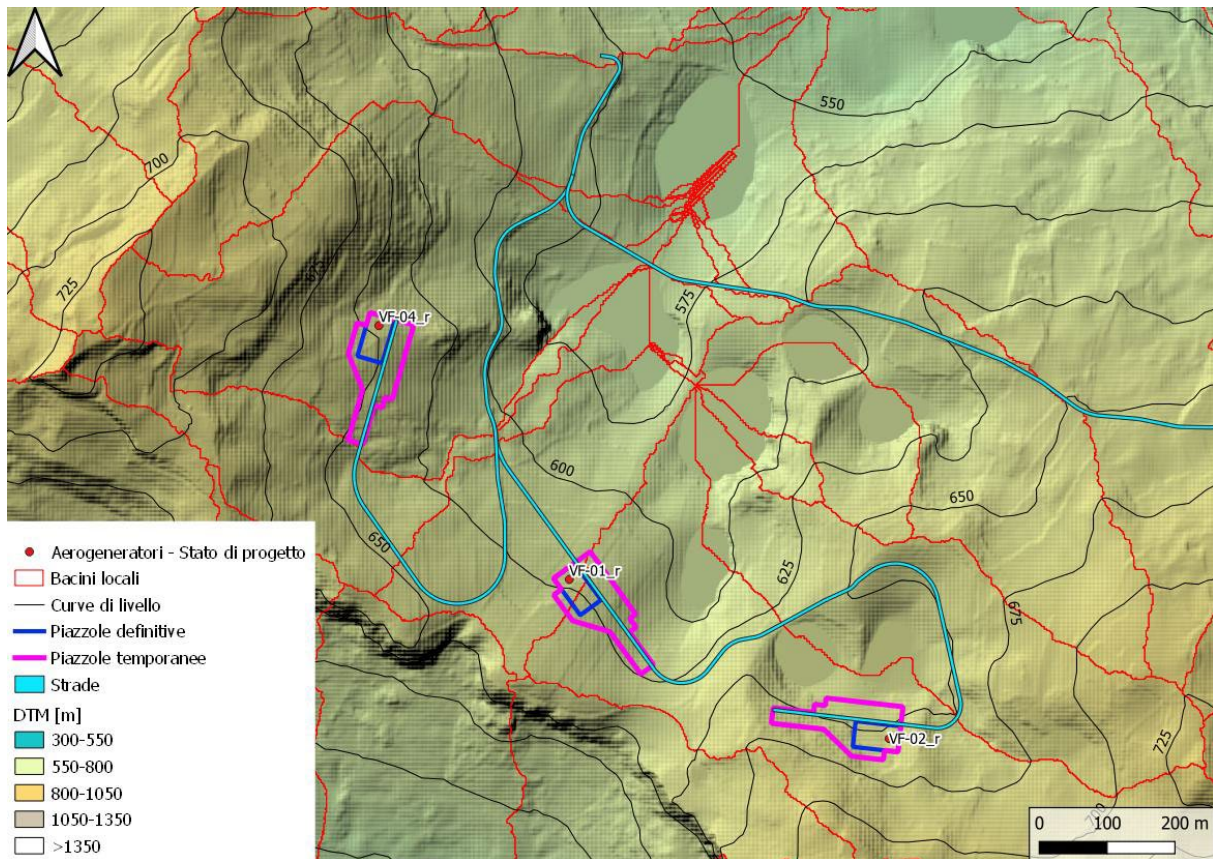 550
700
725
675
VF-04_r
575
600
650
650
VF-01_r
625
675
VF-02_r
725
700
Aerogeneratori - Stato di progetto
Bacini locali
Curve di livello
Piazzole definitive
Piazzole temporanee
Strade
DTM [m]
300-550
550-800
800-1050
1050-1350
>1350
0 100 200 m